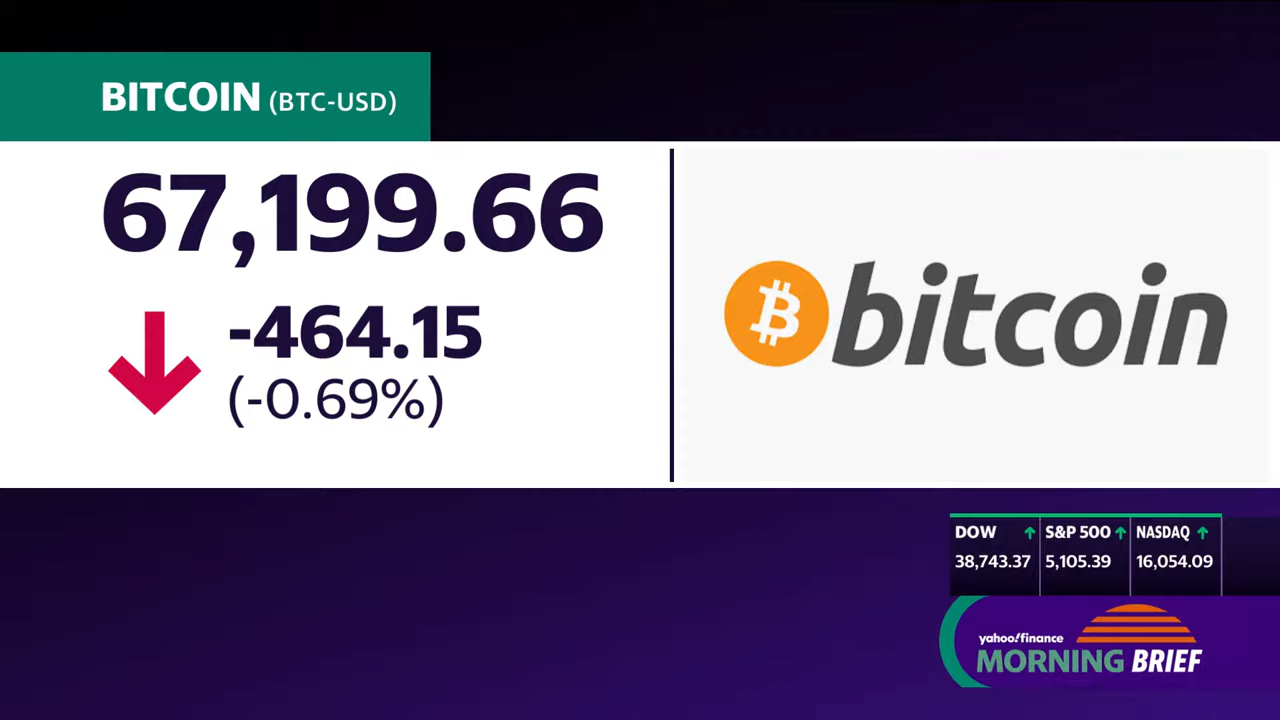 BITCOIN (BTC-USD)
67,199.66
-464.15
(-0.69%)
bitcoin
DOW S&P 500 NASDAQ
38,743.37 5,105.39 16,054.09
yahoo!finance
MORNING BRIEF